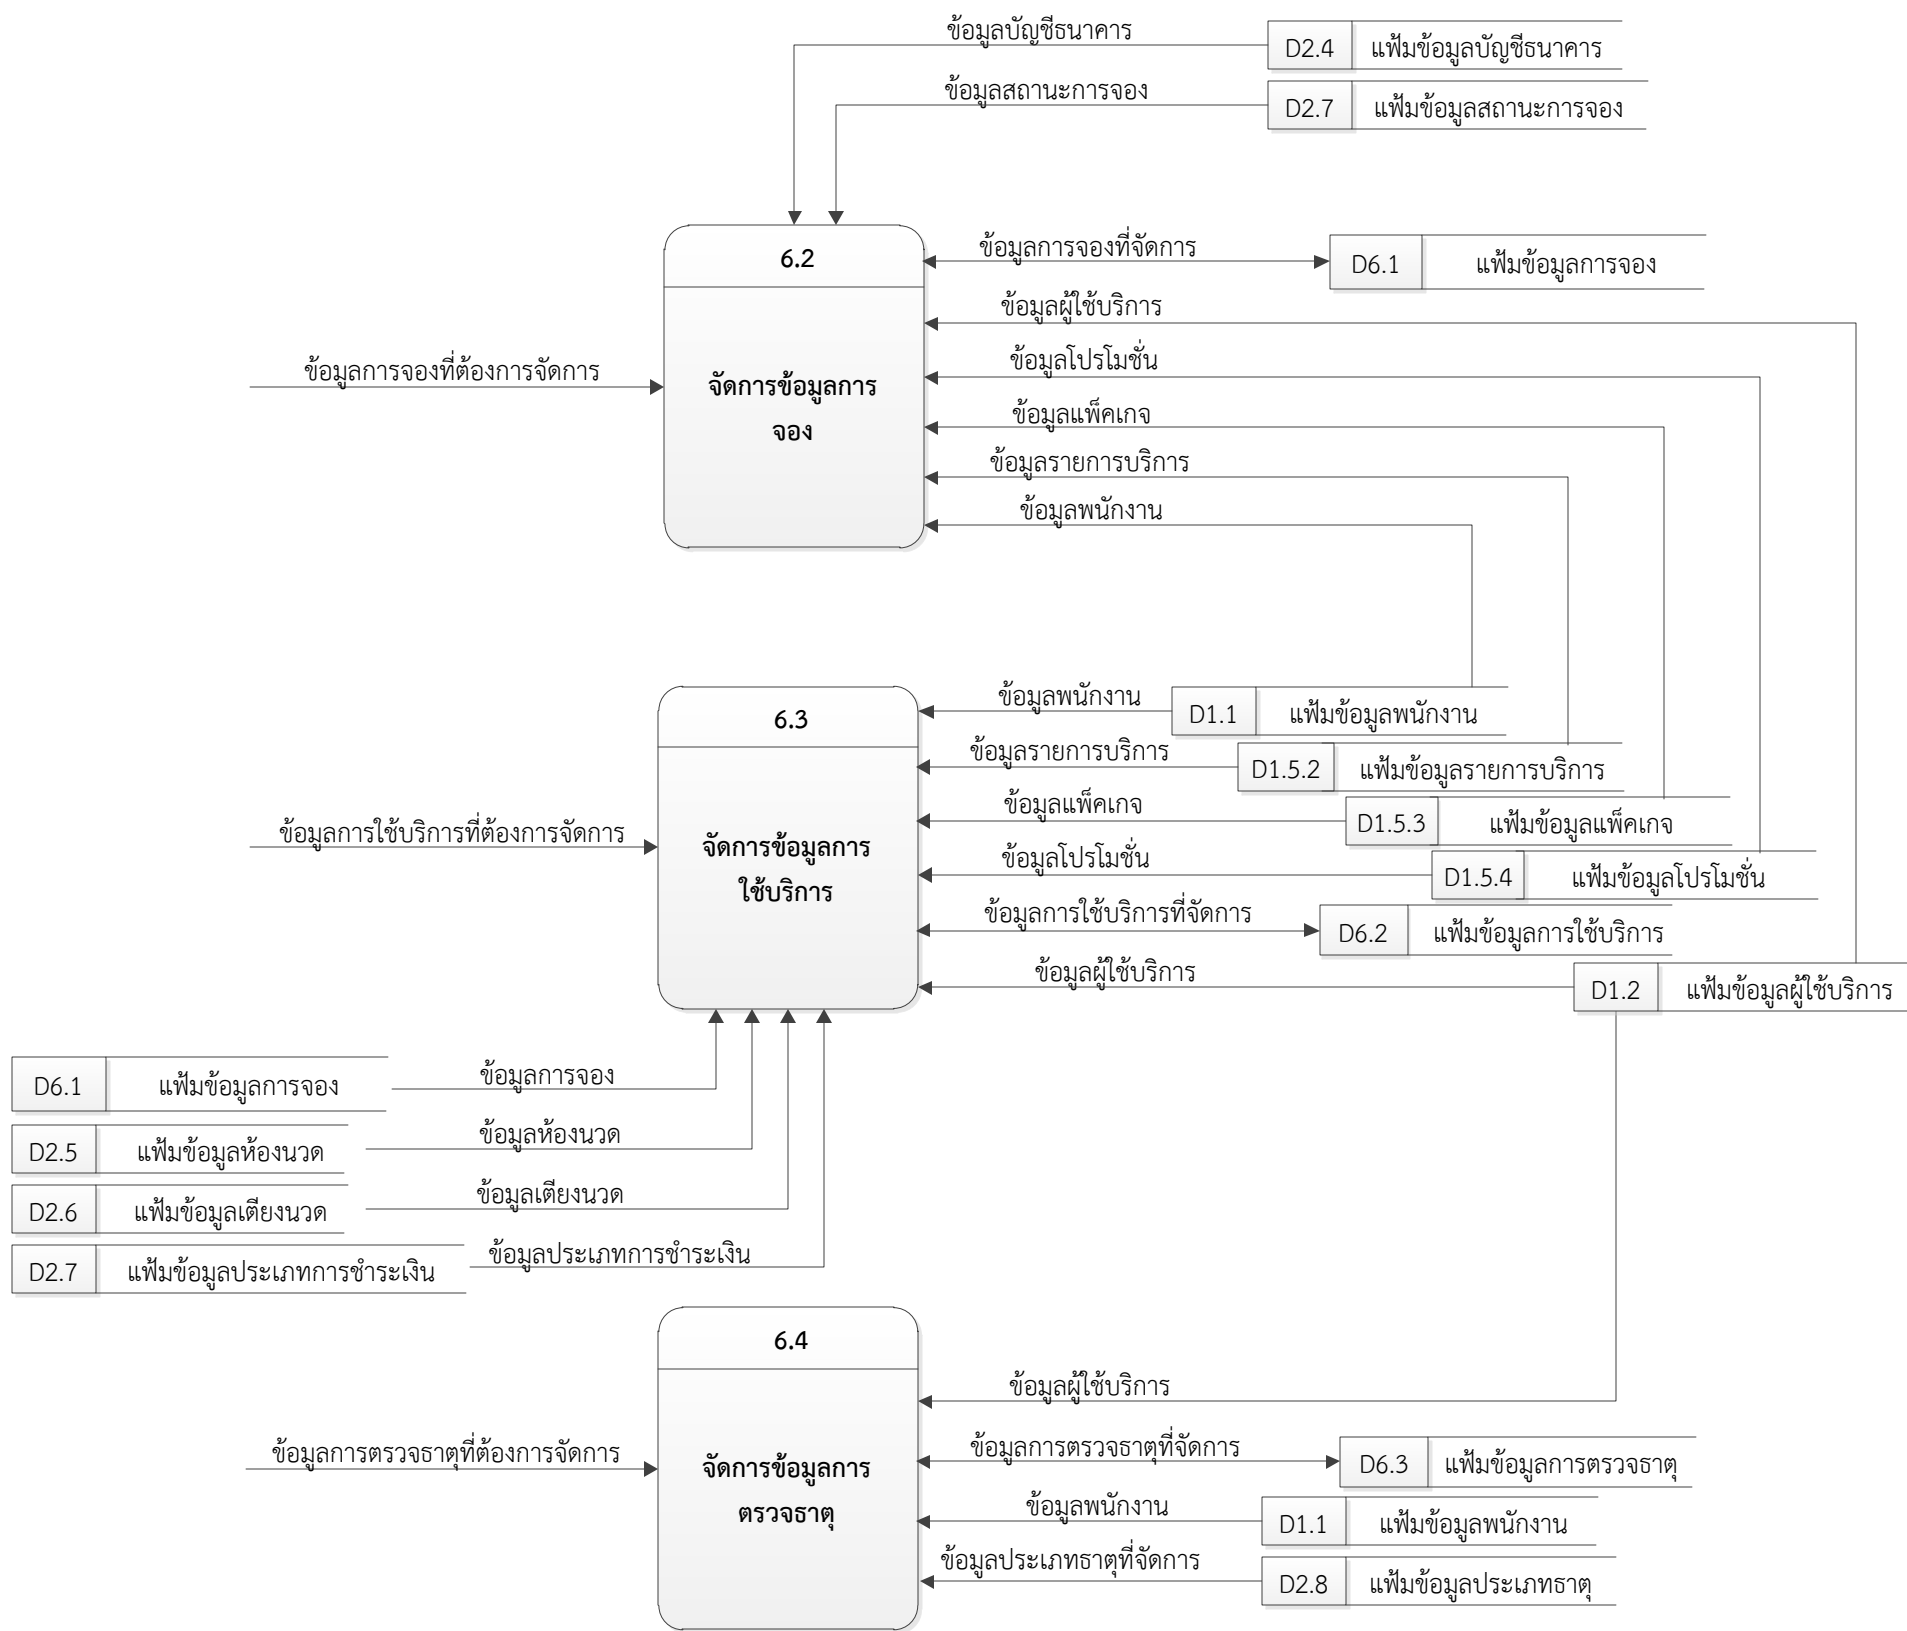 ข้อมูลบัญชีธนาคาร
D2.4 แฟ้มข้อมูลบัญชีธนาคาร
ข้อมูลสถานะการจอง
D2.7 แฟ้มข้อมูลสถานะการจอง
6.2
ข้อมูลการจองที่จัดการ
D6.1 แฟ้มข้อมูลการจอง
ข้อมูลผู้ใช้บริการ
ข้อมูลโปรโมชั่น
ข้อมูลการจองที่ต้องการจัดการ
จัดการข้อมูลการ
จอง
ข้อมูลแพ็คเกจ
ข้อมูลรายการบริการ
ข้อมูลพนักงาน
6.3
ข้อมูลพนักงาน
D1.1 แฟ้มข้อมูลพนักงาน
ข้อมูลรายการบริการ
D1.5.2 แฟ้มข้อมูลรายการบริการ
ข้อมูลแพ็คเกจ
D1.5.3 แฟ้มข้อมูลแพ็คเกจ
ข้อมูลการใช้บริการที่ต้องการจัดการ
จัดการข้อมูลการ
ใช้บริการ
ข้อมูลโปรโมชั่น
D1.5.4 แฟ้มข้อมูลโปรโมชั่น
ข้อมูลการใช้บริการที่จัดการ
D6.2 แฟ้มข้อมูลการใช้บริการ
ข้อมูลผู้ใช้บริการ
D1.2 แฟ้มข้อมูลผู้ใช้บริการ
D6.1 แฟ้มข้อมูลการจอง
ข้อมูลการจอง
D2.5 แฟ้มข้อมูลห้องนวด
ข้อมูลห้องนวด
D2.6 แฟ้มข้อมูลเตียงนวด
ข้อมูลเตียงนวด
D2.7 แฟ้มข้อมูลประเภทการชำระเงิน
ข้อมูลประเภทการชำระเงิน
6.4
ข้อมูลผู้ใช้บริการ
ข้อมูลการตรวจธาตุที่ต้องการจัดการ
จัดการข้อมูลการ
ตรวจธาตุ
ข้อมูลการตรวจธาตุที่จัดการ
D6.3 แฟ้มข้อมูลการตรวจธาตุ
ข้อมูลพนักงาน
D1.1 แฟ้มข้อมูลพนักงาน
ข้อมูลประเภทธาตุที่จัดการ
D2.8 แฟ้มข้อมูลประเภทธาตุ